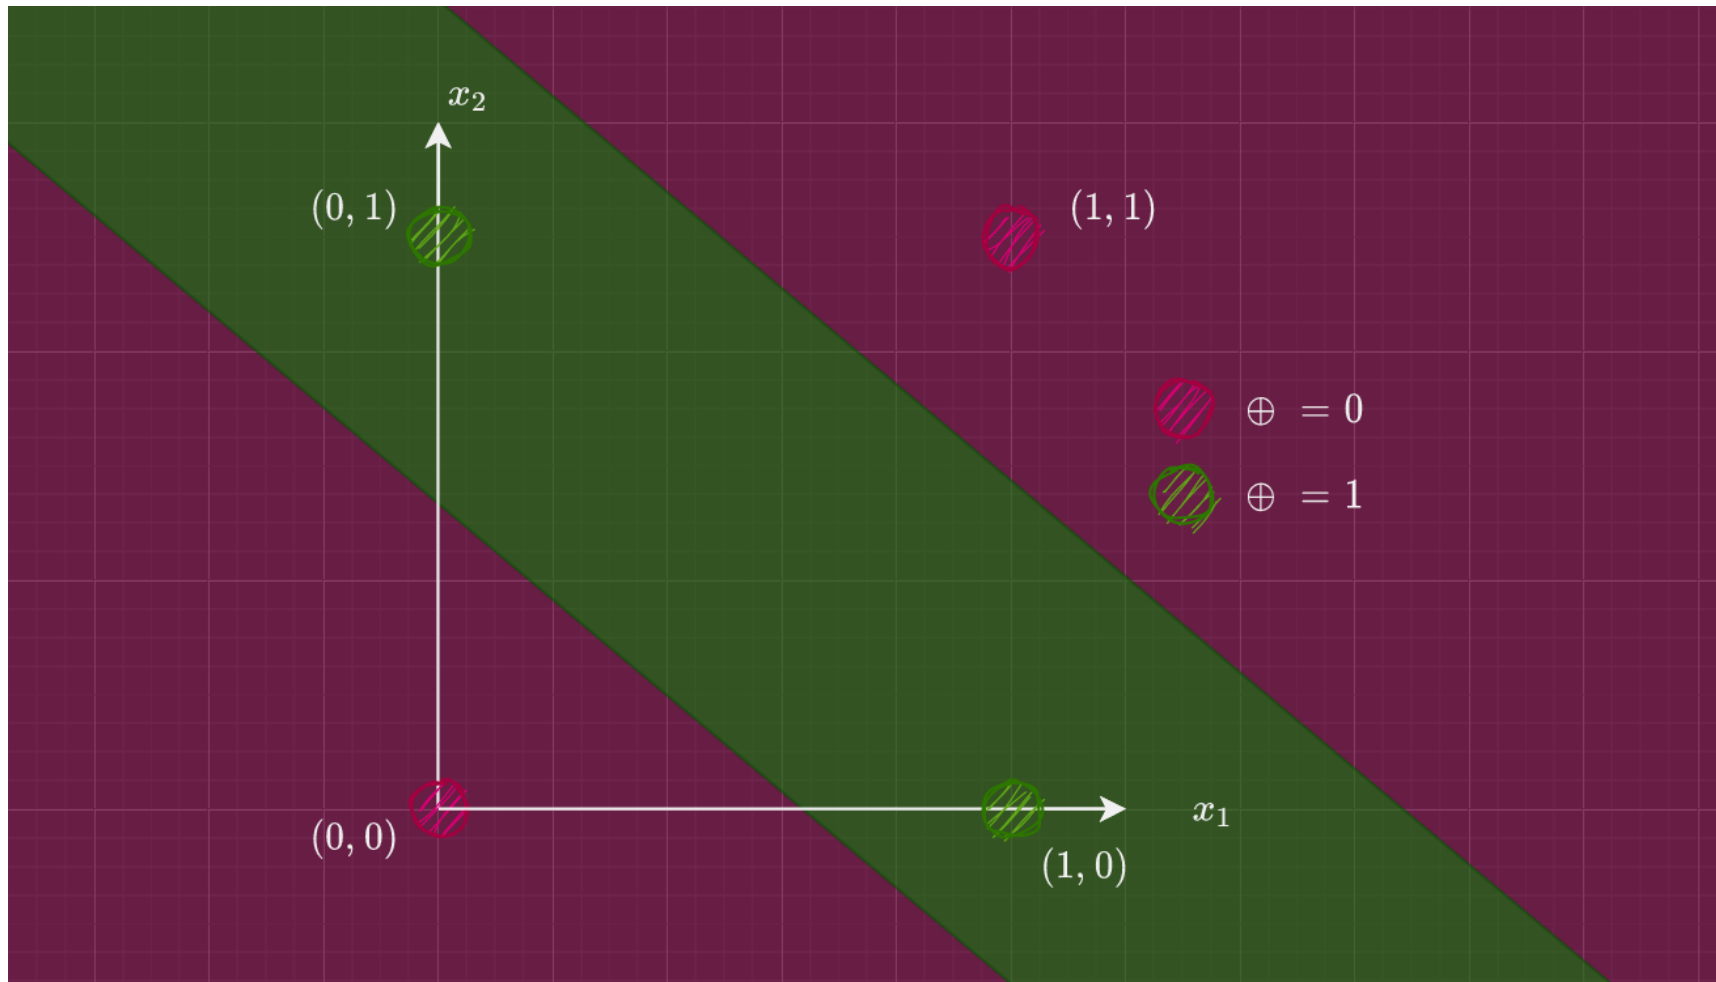 x₂
(0, 1)
(1, 1)
⊕ = 0
⊕ = 1
x₁
(0, 0)
(1, 0)